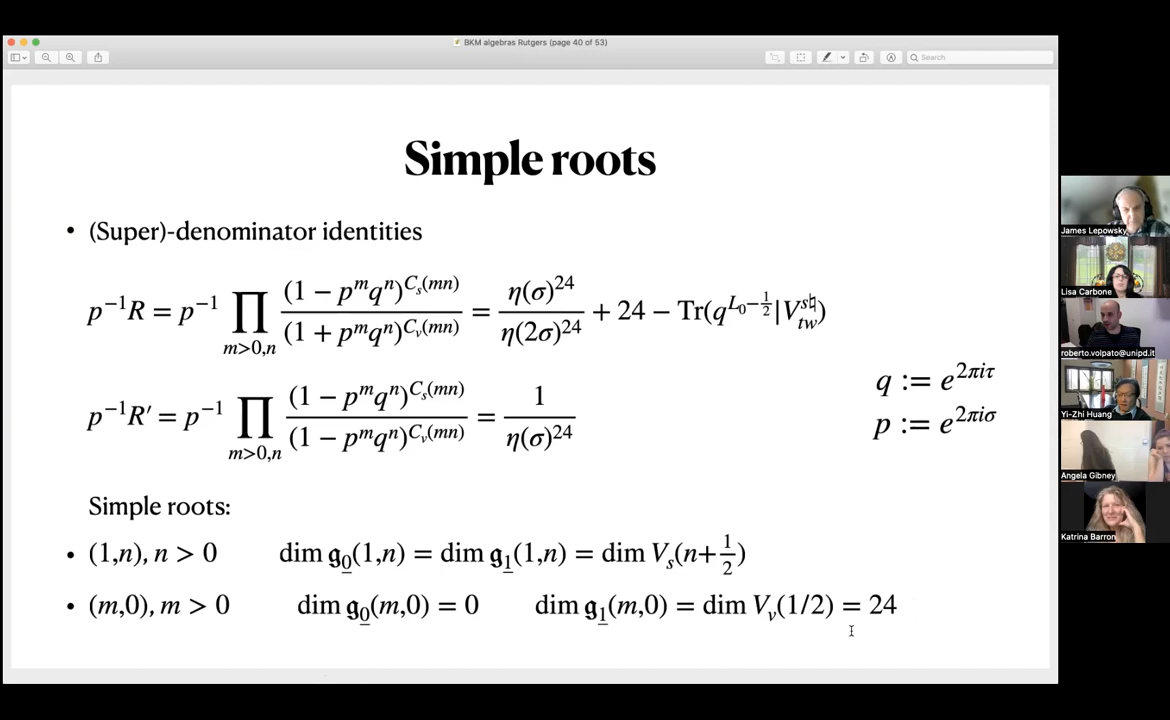 BKM algebras Rutgers (page 40 of 53)
Search
Simple roots
• (Super)-denominator identities
p⁻¹R = p⁻¹ ∏_{m>0,n} (1 − p^m q^n)^{C_s(mn)} / (1 + p^m q^n)^{C_v(mn)} = η(σ)^{24} / η(2σ)^{24} + 24 − Tr(q^{L_0−1/2}|V_{tw}^{s♮})
p⁻¹R′ = p⁻¹ ∏_{m>0,n} (1 − p^m q^n)^{C_s(mn)} / (1 − p^m q^n)^{C_v(mn)} = 1 / η(σ)^{24}
q := e^{2πiτ}
p := e^{2πiσ}
Simple roots:
• (1,n), n > 0 dim 𝔤_0(1,n) = dim 𝔤_1(1,n) = dim V_s(n+1/2)
• (m,0), m > 0 dim 𝔤_0(m,0) = 0 dim 𝔤_1(m,0) = dim V_v(1/2) = 24
James Lepowsky
Lisa Carbone
roberto.volpato@unipd.it
Yi-Zhi Huang
Angela Gibney
Katrina Barron